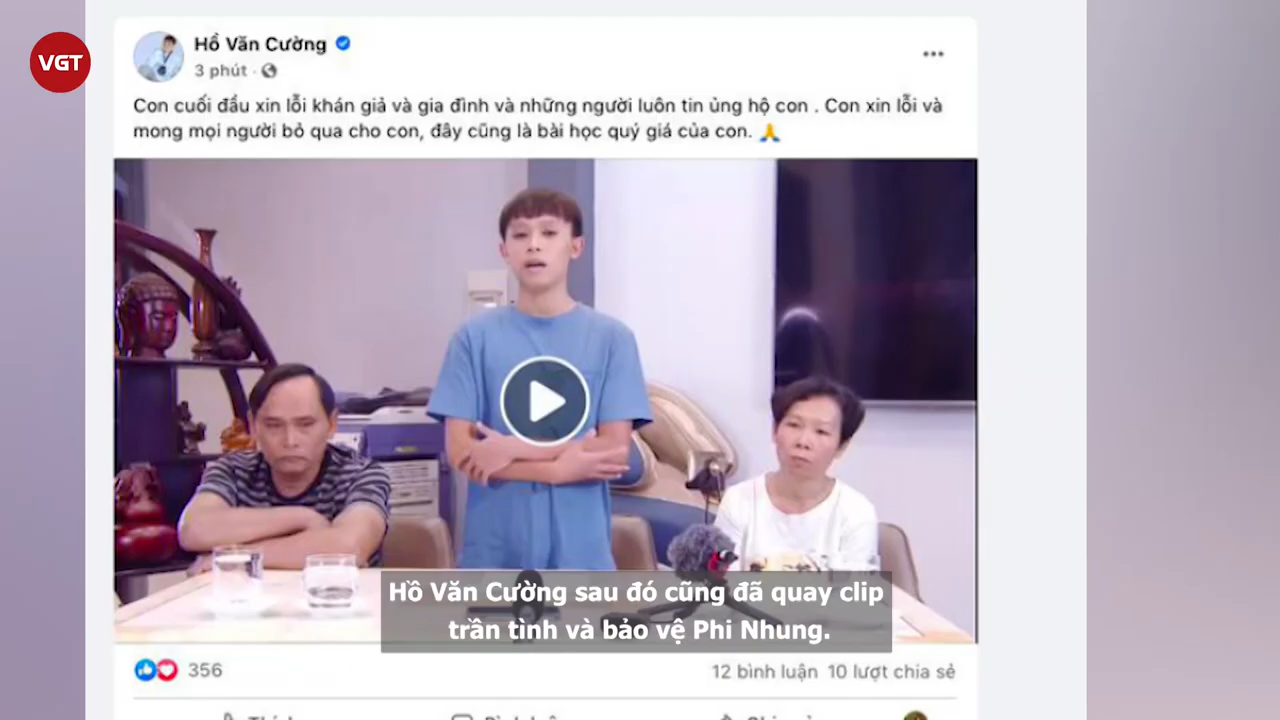 VGT
Hồ Văn Cường
3 phút ·
Con cuối đầu xin lỗi khán giả và gia đình và những người luôn tin ủng hộ con . Con xin lỗi và
mong mọi người bỏ qua cho con, đây cũng là bài học quý giá của con. 🙏
Hồ Văn Cường sau đó cũng đã quay clip
trần tình và bảo vệ Phi Nhung.
356
12 bình luận 10 lượt chia sẻ